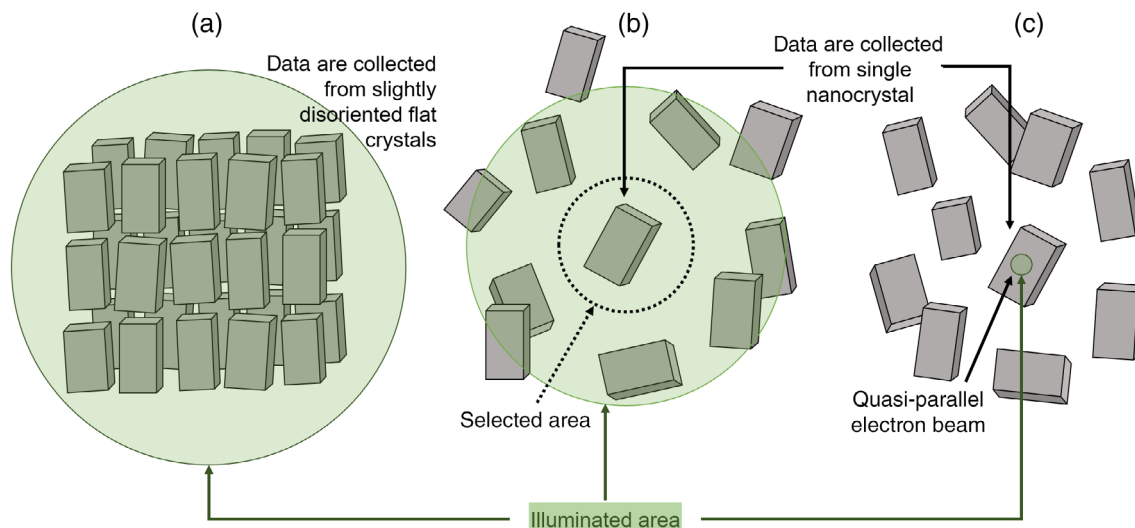 (a)
Data are collected
from slightly
disoriented flat
crystals
(b)
Data are collected
from single
nanocrystal
(c)
Selected area
Quasi-parallel
electron beam
Illuminated area